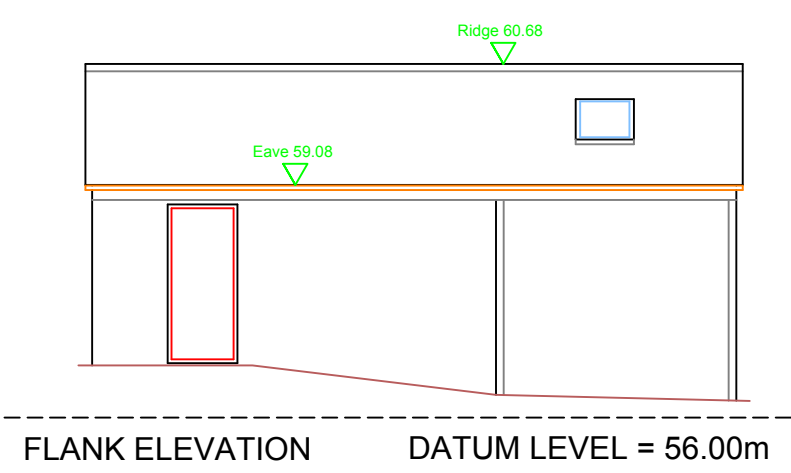 Ridge 60.68
Eave 59.08
FLANK ELEVATION
DATUM LEVEL = 56.00m